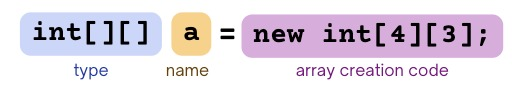 int[][] a = new int[4][3];
type name array creation code